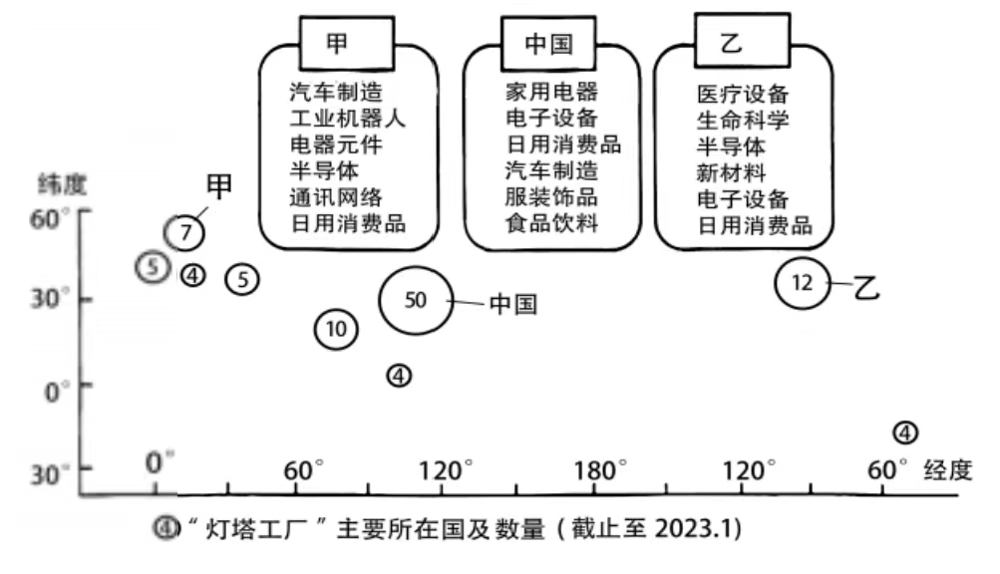 甲
汽车制造
工业机器人
电器元件
半导体
通讯网络
日用消费品
中国
家用电器
电子设备
日用消费品
汽车制造
服装饰品
食品饮料
乙
医疗设备
生命科学
半导体
新材料
电子设备
日用消费品
纬度
60°
30°
0°
30°
甲
7
5
④
5
10
50
中国
④
12
乙
④
0°
60°
120°
180°
120°
60°
经度
④“灯塔工厂”主要所在国及数量(截止至2023.1)